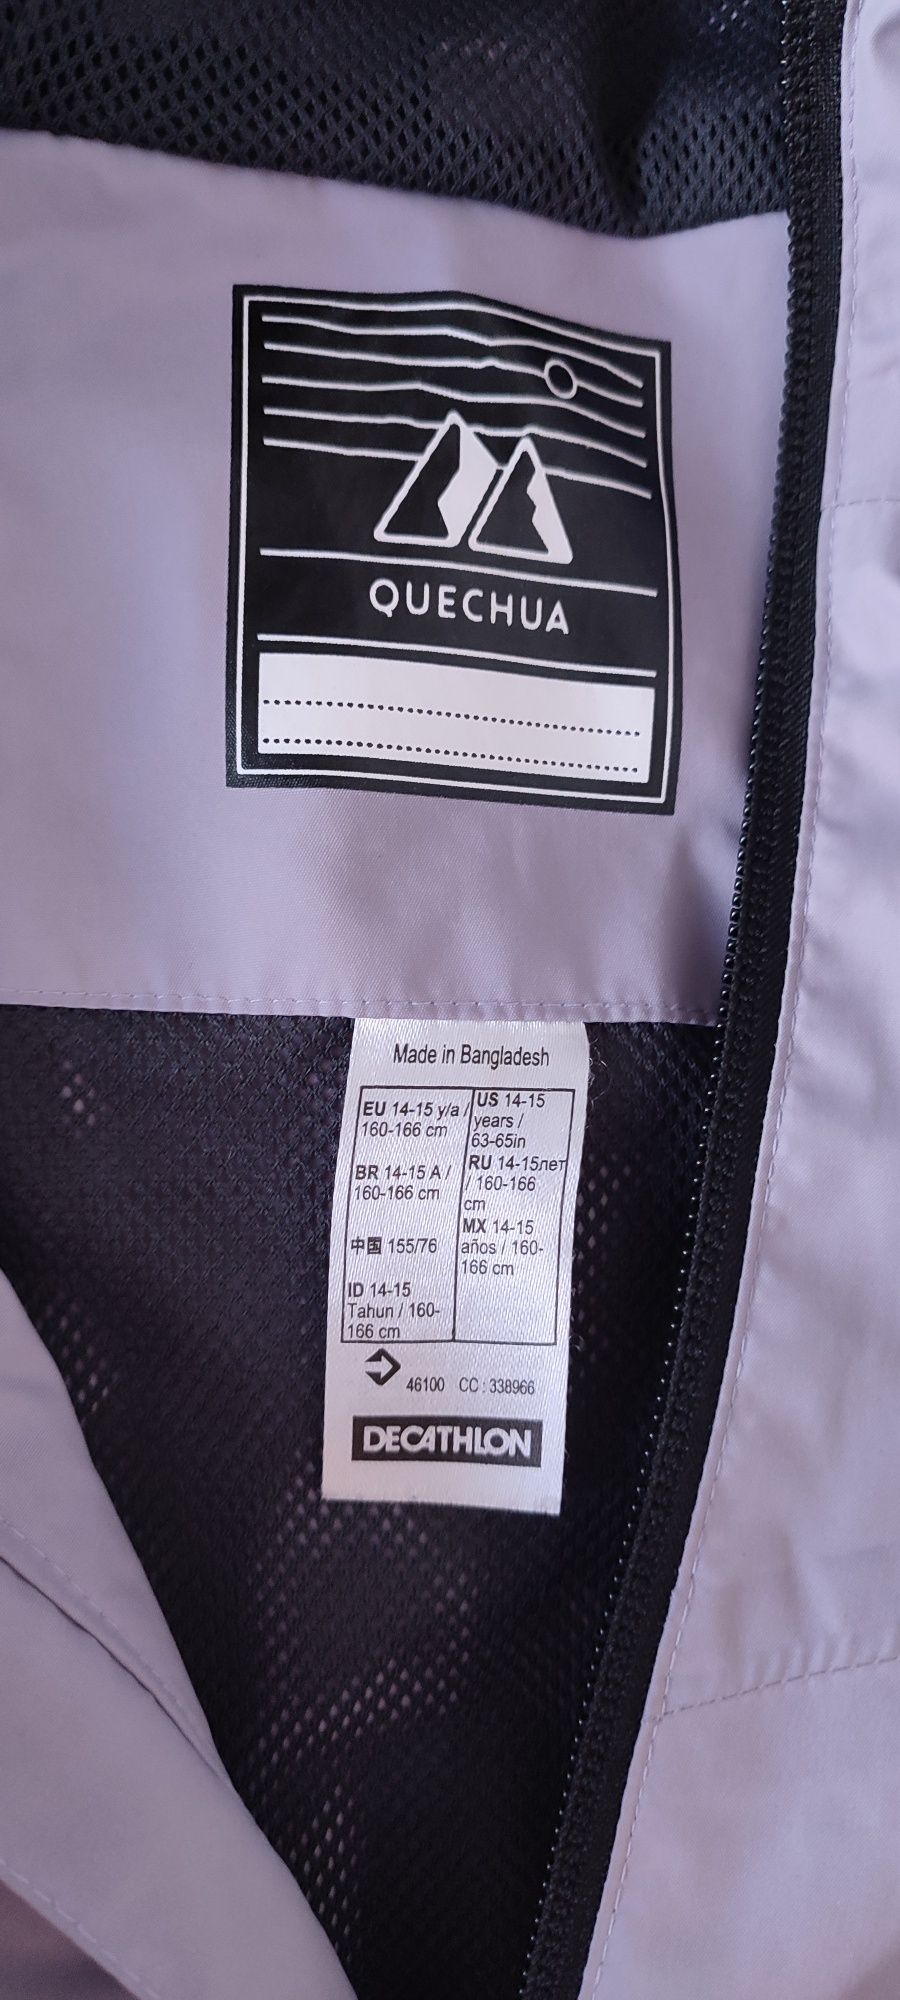 QUECHUA
Made in Bangladesh
EU 14-15 y/a /
160-166 cm
BR 14-15 A /
160-166 cm
中国 155/76
ID 14-15
Tahun / 160-
166 cm
US 14-15
years /
63-65in
RU 14-15лет
/ 160-166
cm
MX 14-15
años / 160-
166 cm
46100 CC : 338966
DECATHLON